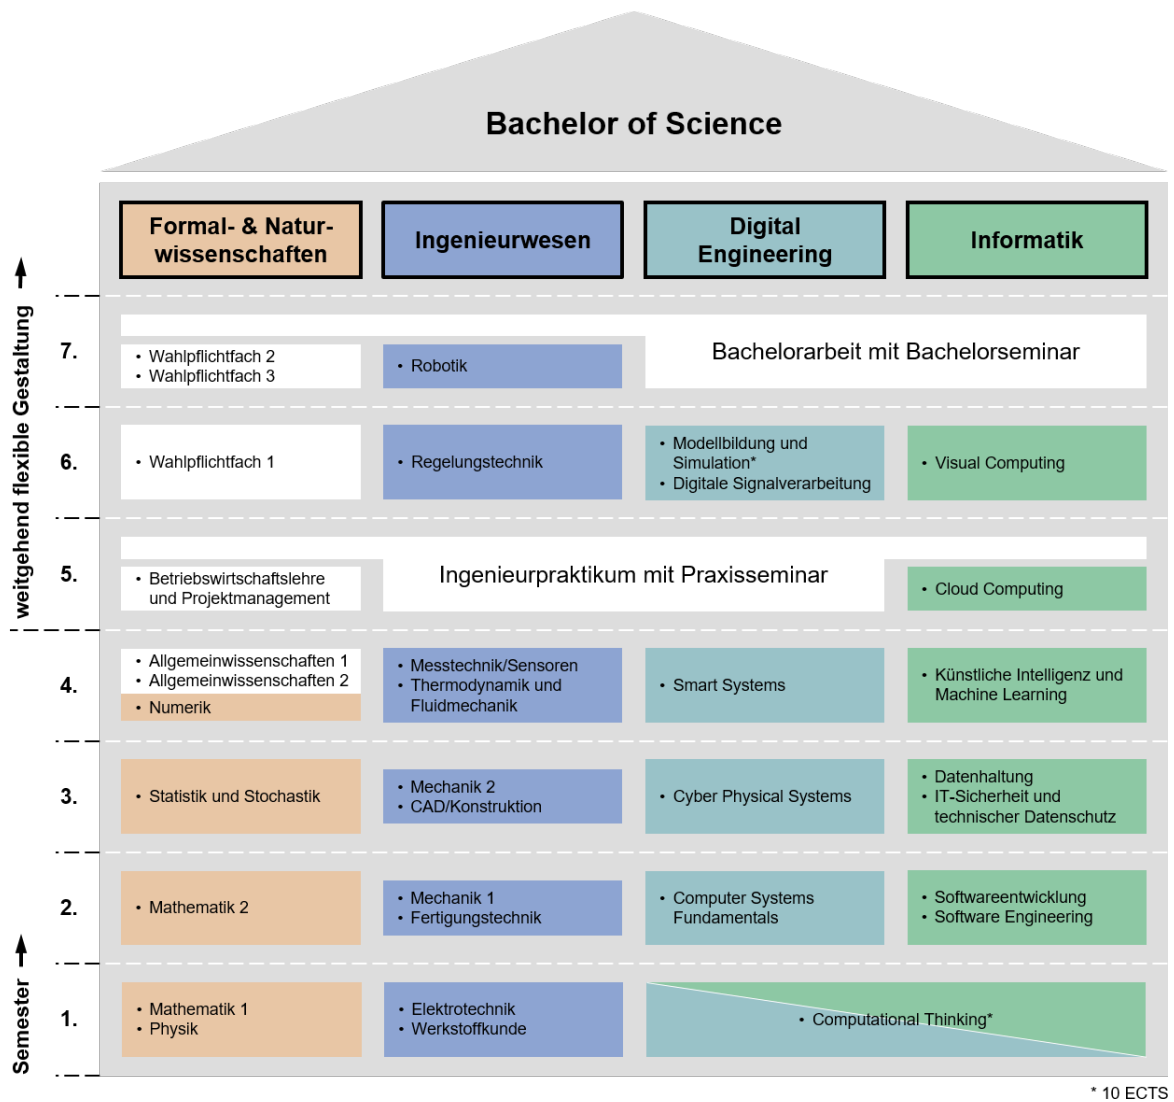 Bachelor of Science
Formal- & Natur-
wissenschaften
Ingenieurwesen
Digital
Engineering
Informatik
weitgehend flexible Gestaltung
7.
Bachelorarbeit mit Bachelorseminar
• Wahlpflichtfach 2
• Wahlpflichtfach 3
• Robotik
6.
• Wahlpflichtfach 1
• Regelungstechnik
• Modellbildung und
Simulation*
• Digitale Signalverarbeitung
• Visual Computing
5.
Ingenieurpraktikum mit Praxisseminar
• Betriebswirtschaftslehre
und Projektmanagement
• Cloud Computing
4.
• Allgemeinwissenschaften 1
• Allgemeinwissenschaften 2
• Numerik
• Messtechnik/Sensoren
• Thermodynamik und
Fluidmechanik
• Smart Systems
• Künstliche Intelligenz und
Machine Learning
3.
• Statistik und Stochastik
• Mechanik 2
• CAD/Konstruktion
• Cyber Physical Systems
• Datenhaltung
• IT-Sicherheit und
technischer Datenschutz
2.
• Mathematik 2
• Mechanik 1
• Fertigungstechnik
• Computer Systems
Fundamentals
• Softwareentwicklung
• Software Engineering
Semester
1.
• Mathematik 1
• Physik
• Elektrotechnik
• Werkstoffkunde
• Computational Thinking*
* 10 ECTS